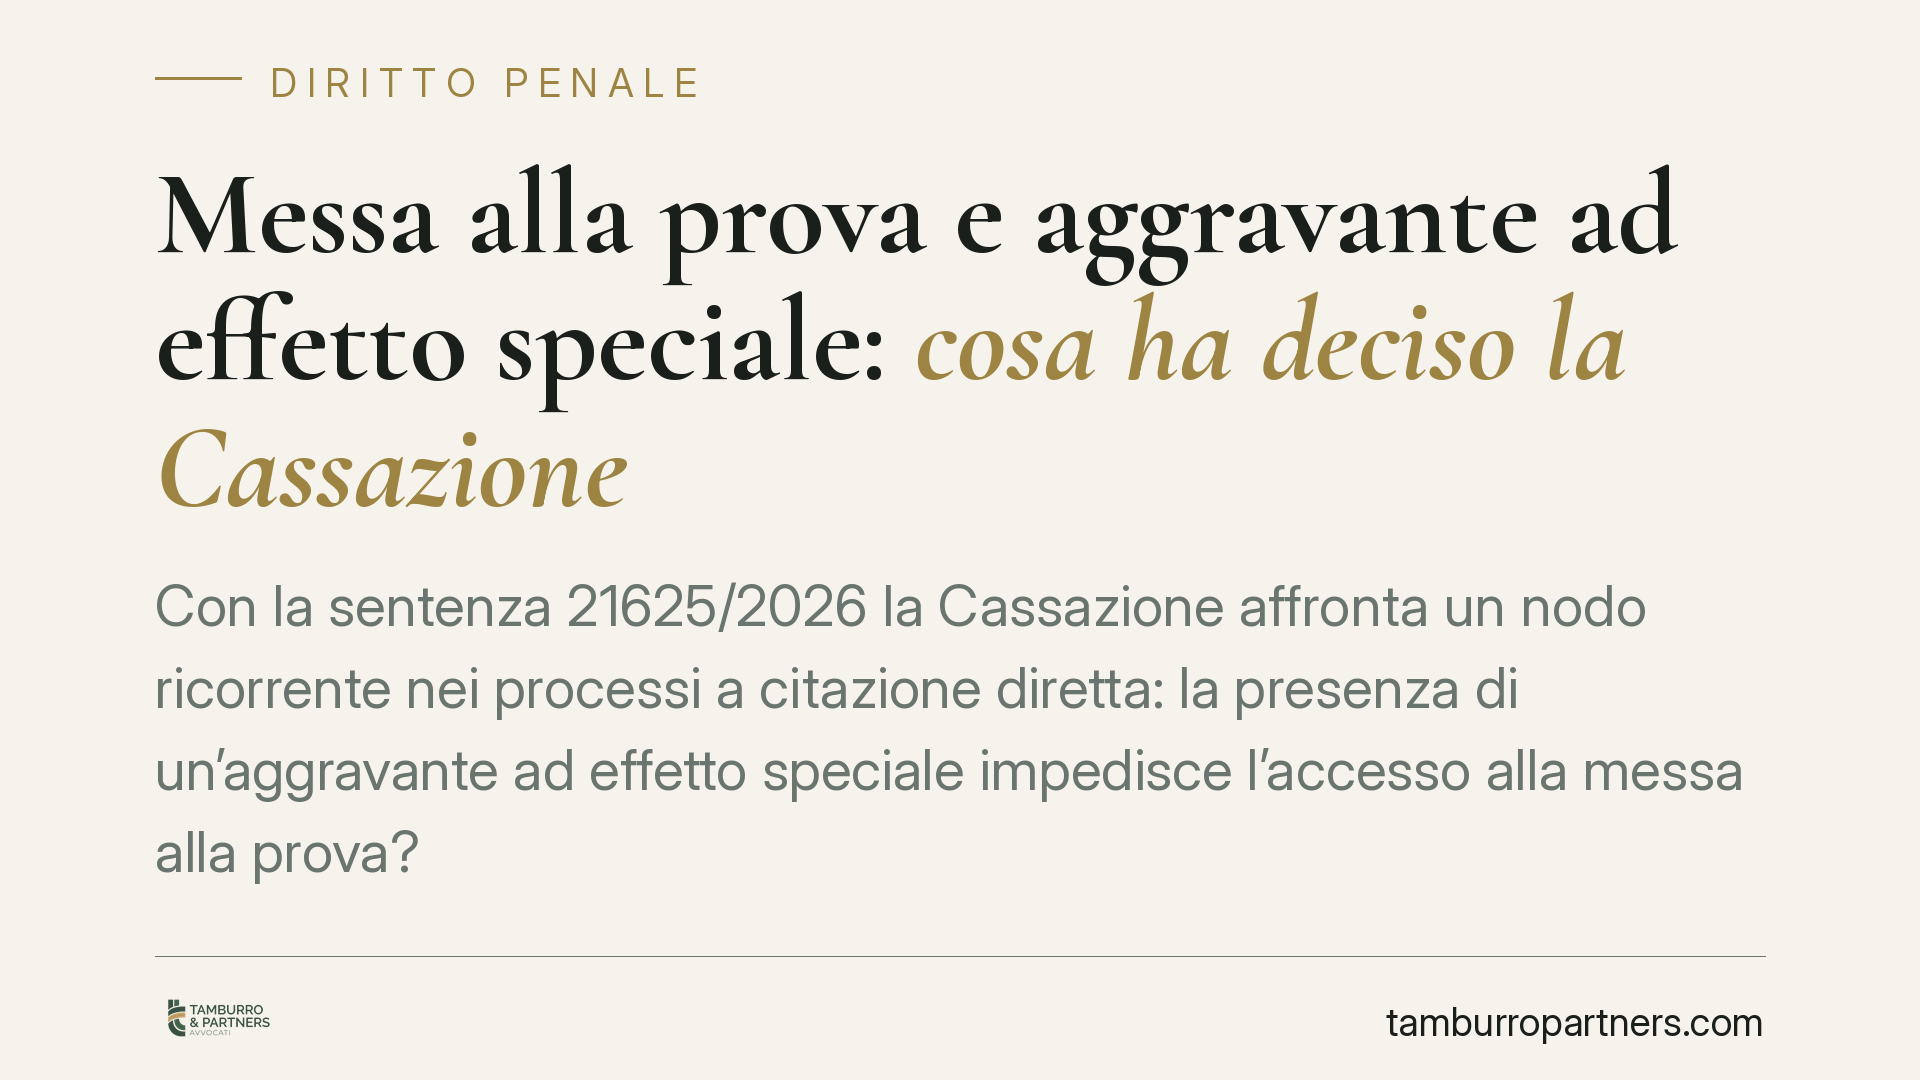 DIRITTO PENALE
Messa alla prova e aggravante ad
effetto speciale: cosa ha deciso la
Cassazione
Con la sentenza 21625/2026 la Cassazione affronta un nodo
ricorrente nei processi a citazione diretta: la presenza di
un’aggravante ad effetto speciale impedisce l’accesso alla messa
alla prova?
TAMBURRO
& PARTNERS
AVVOCATI
tamburropartners.com